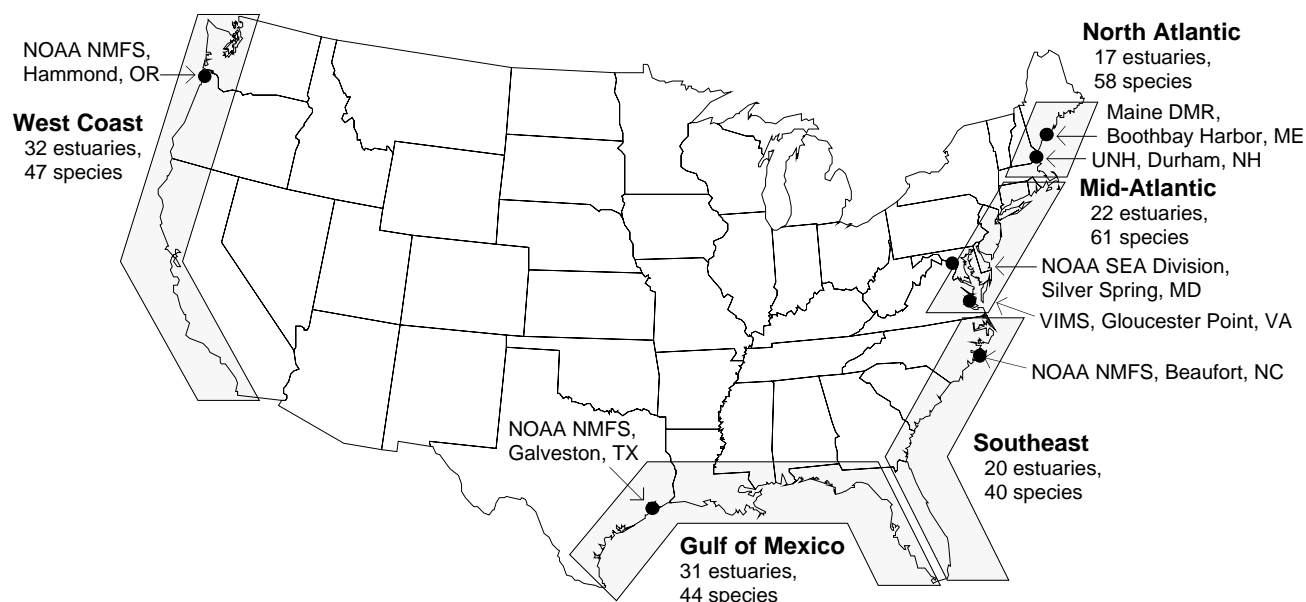 NOAA NMFS,
Hammond, OR
West Coast
32 estuaries,
47 species
North Atlantic
17 estuaries,
58 species
Maine DMR,
Boothbay Harbor, ME
UNH, Durham, NH
Mid-Atlantic
22 estuaries,
61 species
NOAA SEA Division,
Silver Spring, MD
VIMS, Gloucester Point, VA
NOAA NMFS, Beaufort, NC
Southeast
20 estuaries,
40 species
NOAA NMFS,
Galveston, TX
Gulf of Mexico
31 estuaries,
44 species